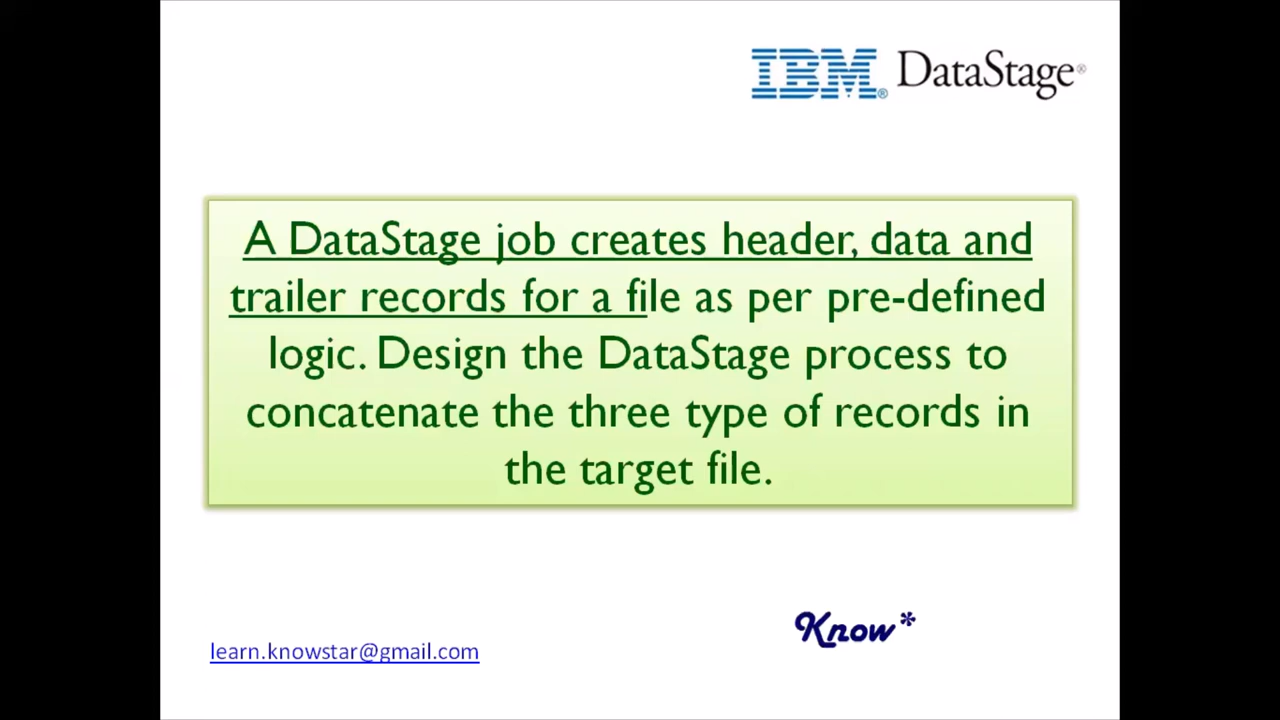 IBM® DataStage®
A DataStage job creates header, data and
trailer records for a file as per pre-defined
logic. Design the DataStage process to
concatenate the three type of records in
the target file.
Know*
learn.knowstar@gmail.com